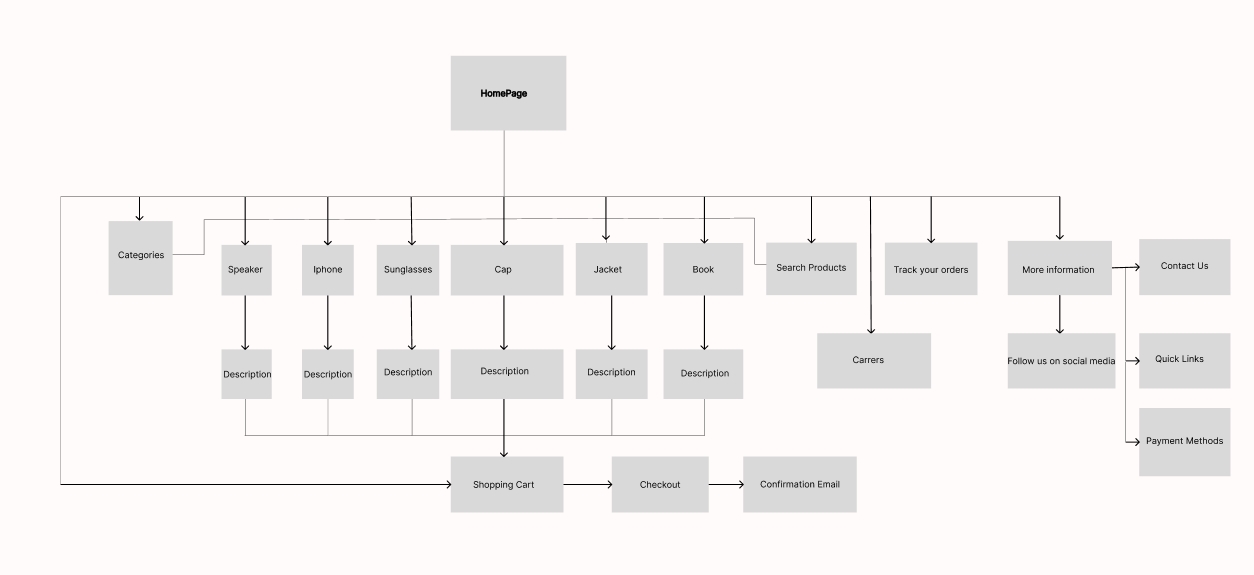 HomePage
Categories
Speaker
Iphone
Sunglasses
Cap
Jacket
Book
Search Products
Track your orders
More information
Contact Us
Description
Description
Description
Description
Description
Description
Carrers
Follow us on social media
Quick Links
Payment Methods
Shopping Cart
Checkout
Confirmation Email